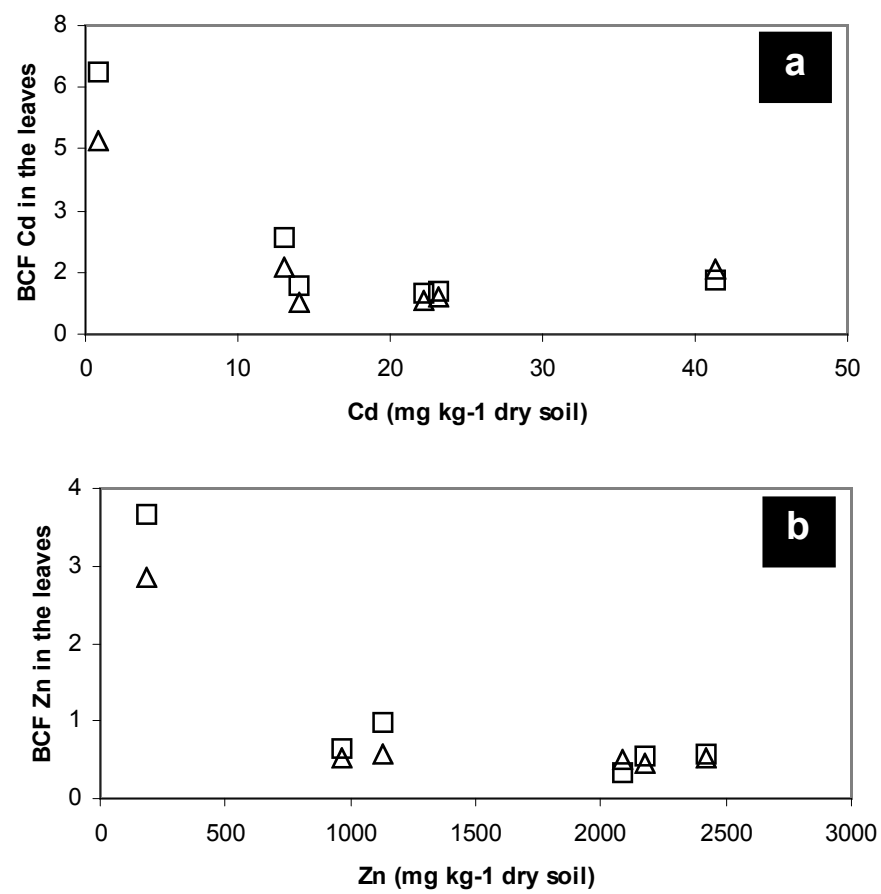 a
8
6
5
3
2
0
BCF Cd in the leaves
0 10 20 30 40 50
Cd (mg kg-1 dry soil)
b
4
3
2
1
0
BCF Zn in the leaves
0 500 1000 1500 2000 2500 3000
Zn (mg kg-1 dry soil)